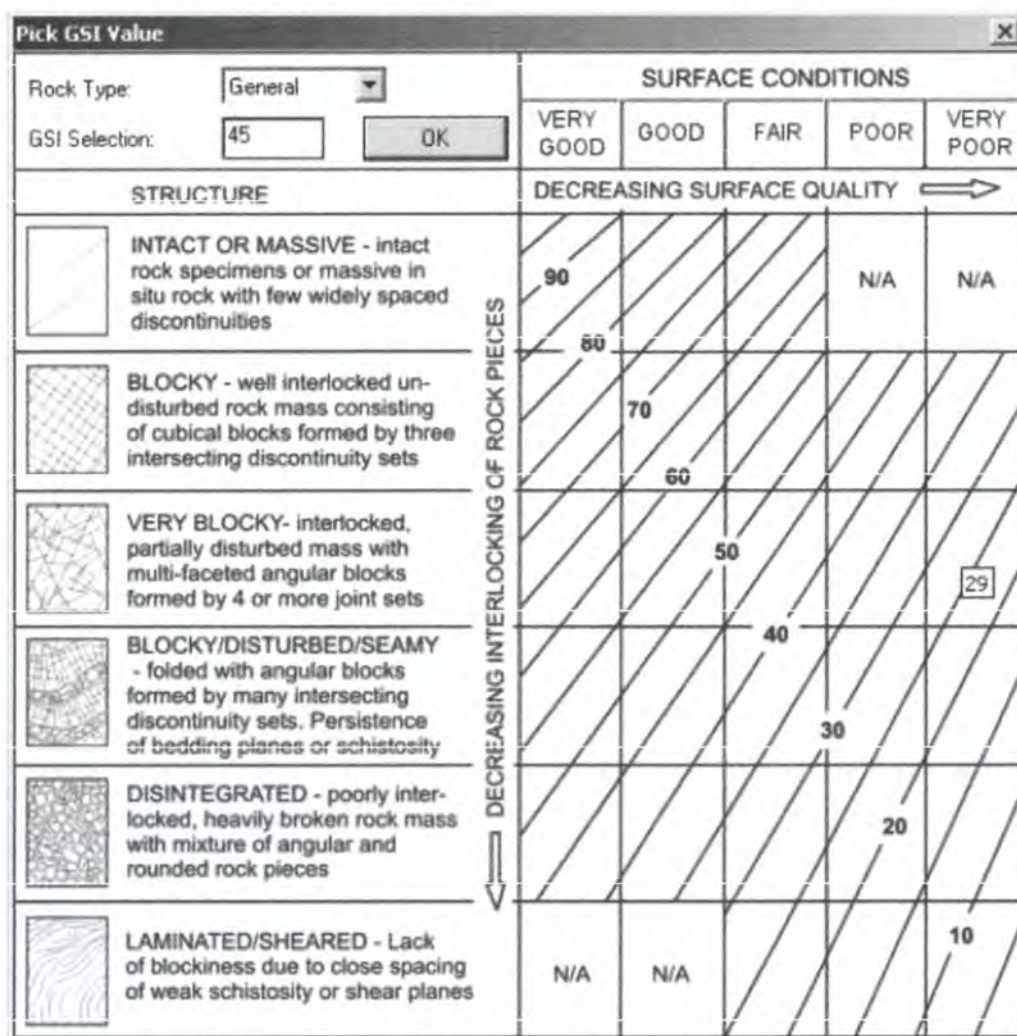 Pick GSI Value
Rock Type: General
GSI Selection: 45 OK
SURFACE CONDITIONS
VERY GOOD
GOOD
FAIR
POOR
VERY POOR
STRUCTURE
DECREASING SURFACE QUALITY
DECREASING INTERLOCKING OF ROCK PIECES
INTACT OR MASSIVE - intact
rock specimens or massive in
situ rock with few widely spaced
discontinuities
BLOCKY - well interlocked un-
disturbed rock mass consisting
of cubical blocks formed by three
intersecting discontinuity sets
VERY BLOCKY- interlocked,
partially disturbed mass with
multi-faceted angular blocks
formed by 4 or more joint sets
BLOCKY/DISTURBED/SEAMY
- folded with angular blocks
formed by many intersecting
discontinuity sets. Persistence
of bedding planes or schistosity
DISINTEGRATED - poorly inter-
locked, heavily broken rock mass
with mixture of angular and
rounded rock pieces
LAMINATED/SHEARED - Lack
of blockiness due to close spacing
of weak schistosity or shear planes
90
N/A
N/A
80
70
60
50
29
40
30
20
10
N/A
N/A